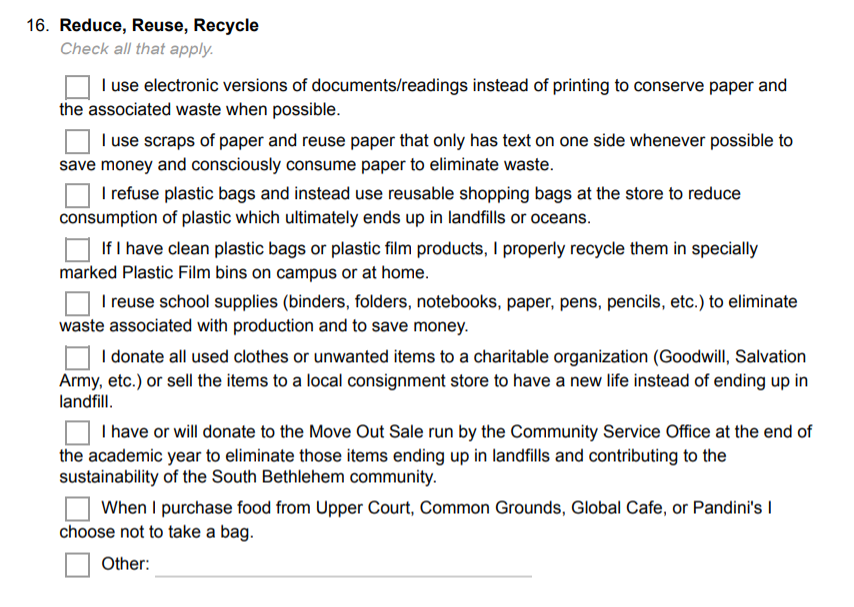 16. Reduce, Reuse, Recycle
Check all that apply.
I use electronic versions of documents/readings instead of printing to conserve paper and
the associated waste when possible.
I use scraps of paper and reuse paper that only has text on one side whenever possible to
save money and consciously consume paper to eliminate waste.
I refuse plastic bags and instead use reusable shopping bags at the store to reduce
consumption of plastic which ultimately ends up in landfills or oceans.
If I have clean plastic bags or plastic film products, I properly recycle them in specially
marked Plastic Film bins on campus or at home.
I reuse school supplies (binders, folders, notebooks, paper, pens, pencils, etc.) to eliminate
waste associated with production and to save money.
I donate all used clothes or unwanted items to a charitable organization (Goodwill, Salvation
Army, etc.) or sell the items to a local consignment store to have a new life instead of ending up in
landfill.
I have or will donate to the Move Out Sale run by the Community Service Office at the end of
the academic year to eliminate those items ending up in landfills and contributing to the
sustainability of the South Bethlehem community.
When I purchase food from Upper Court, Common Grounds, Global Cafe, or Pandini's I
choose not to take a bag.
Other: